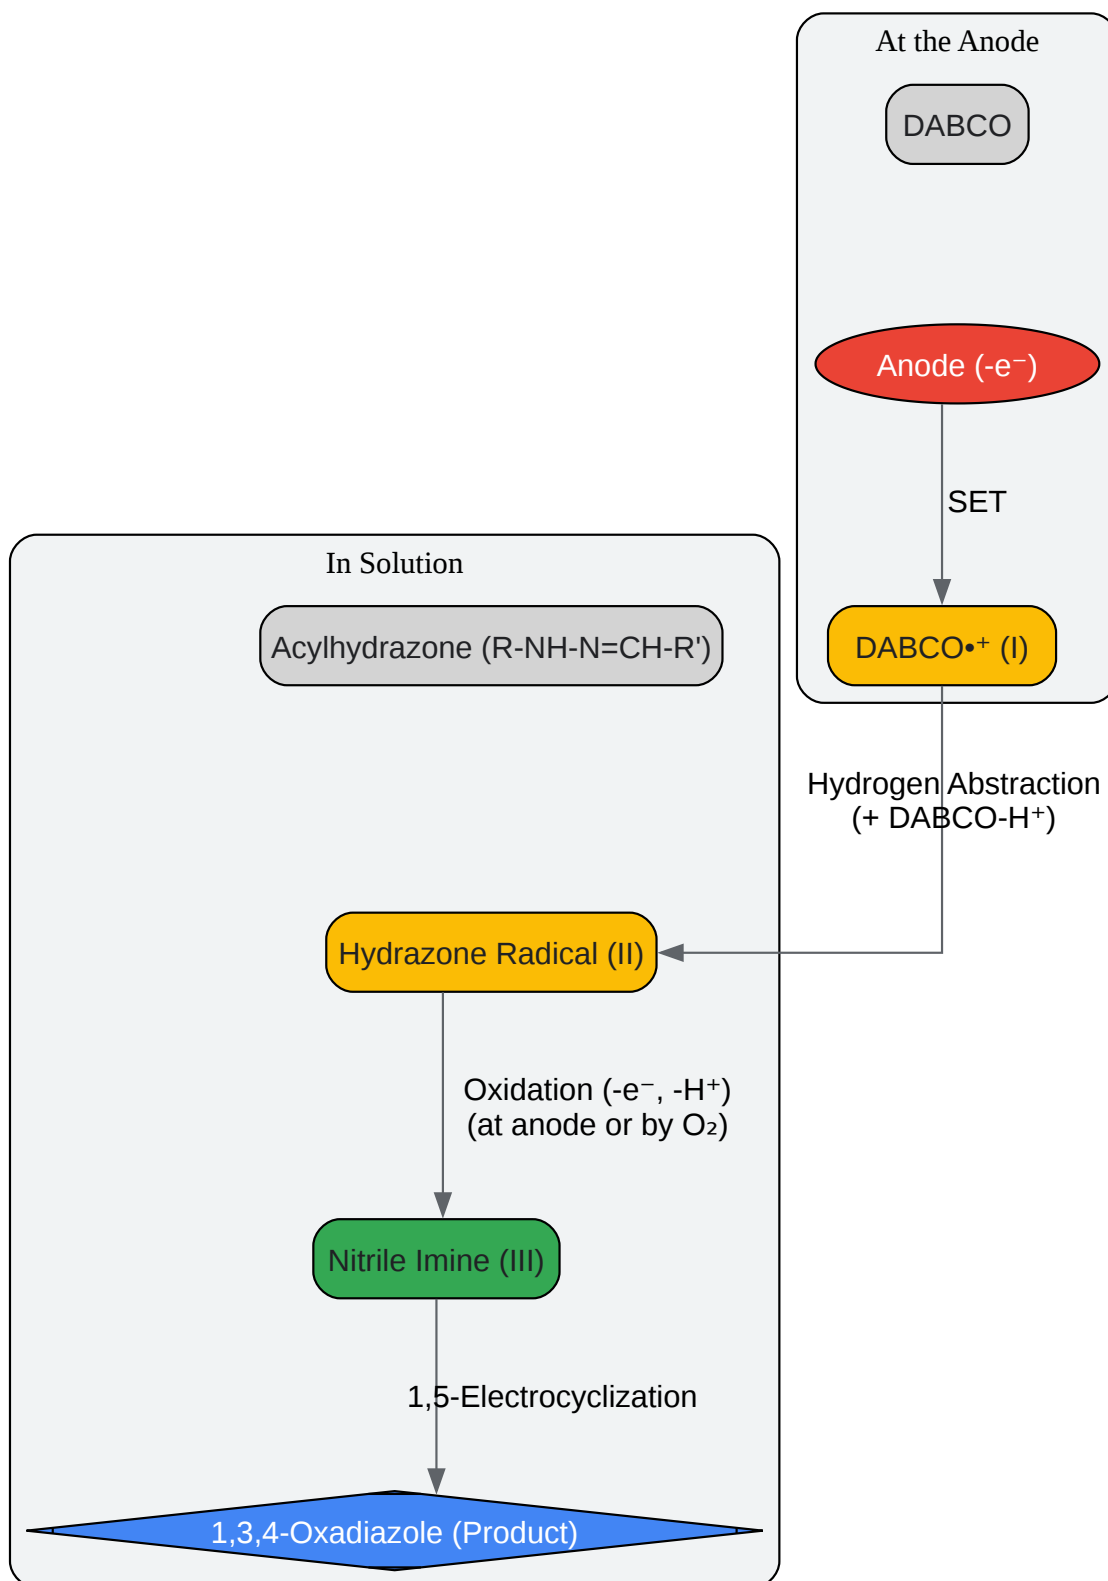 At the Anode
DABCO
Anode (-e⁻)
SET
In Solution
Acylhydrazone (R-NH-N=CH-R')
DABCO•⁺ (I)
Hydrogen Abstraction
(+ DABCO-H⁺)
Hydrazone Radical (II)
Oxidation (-e⁻, -H⁺)
(at anode or by O₂)
Nitrile Imine (III)
1,5-Electrocyclization
1,3,4-Oxadiazole (Product)